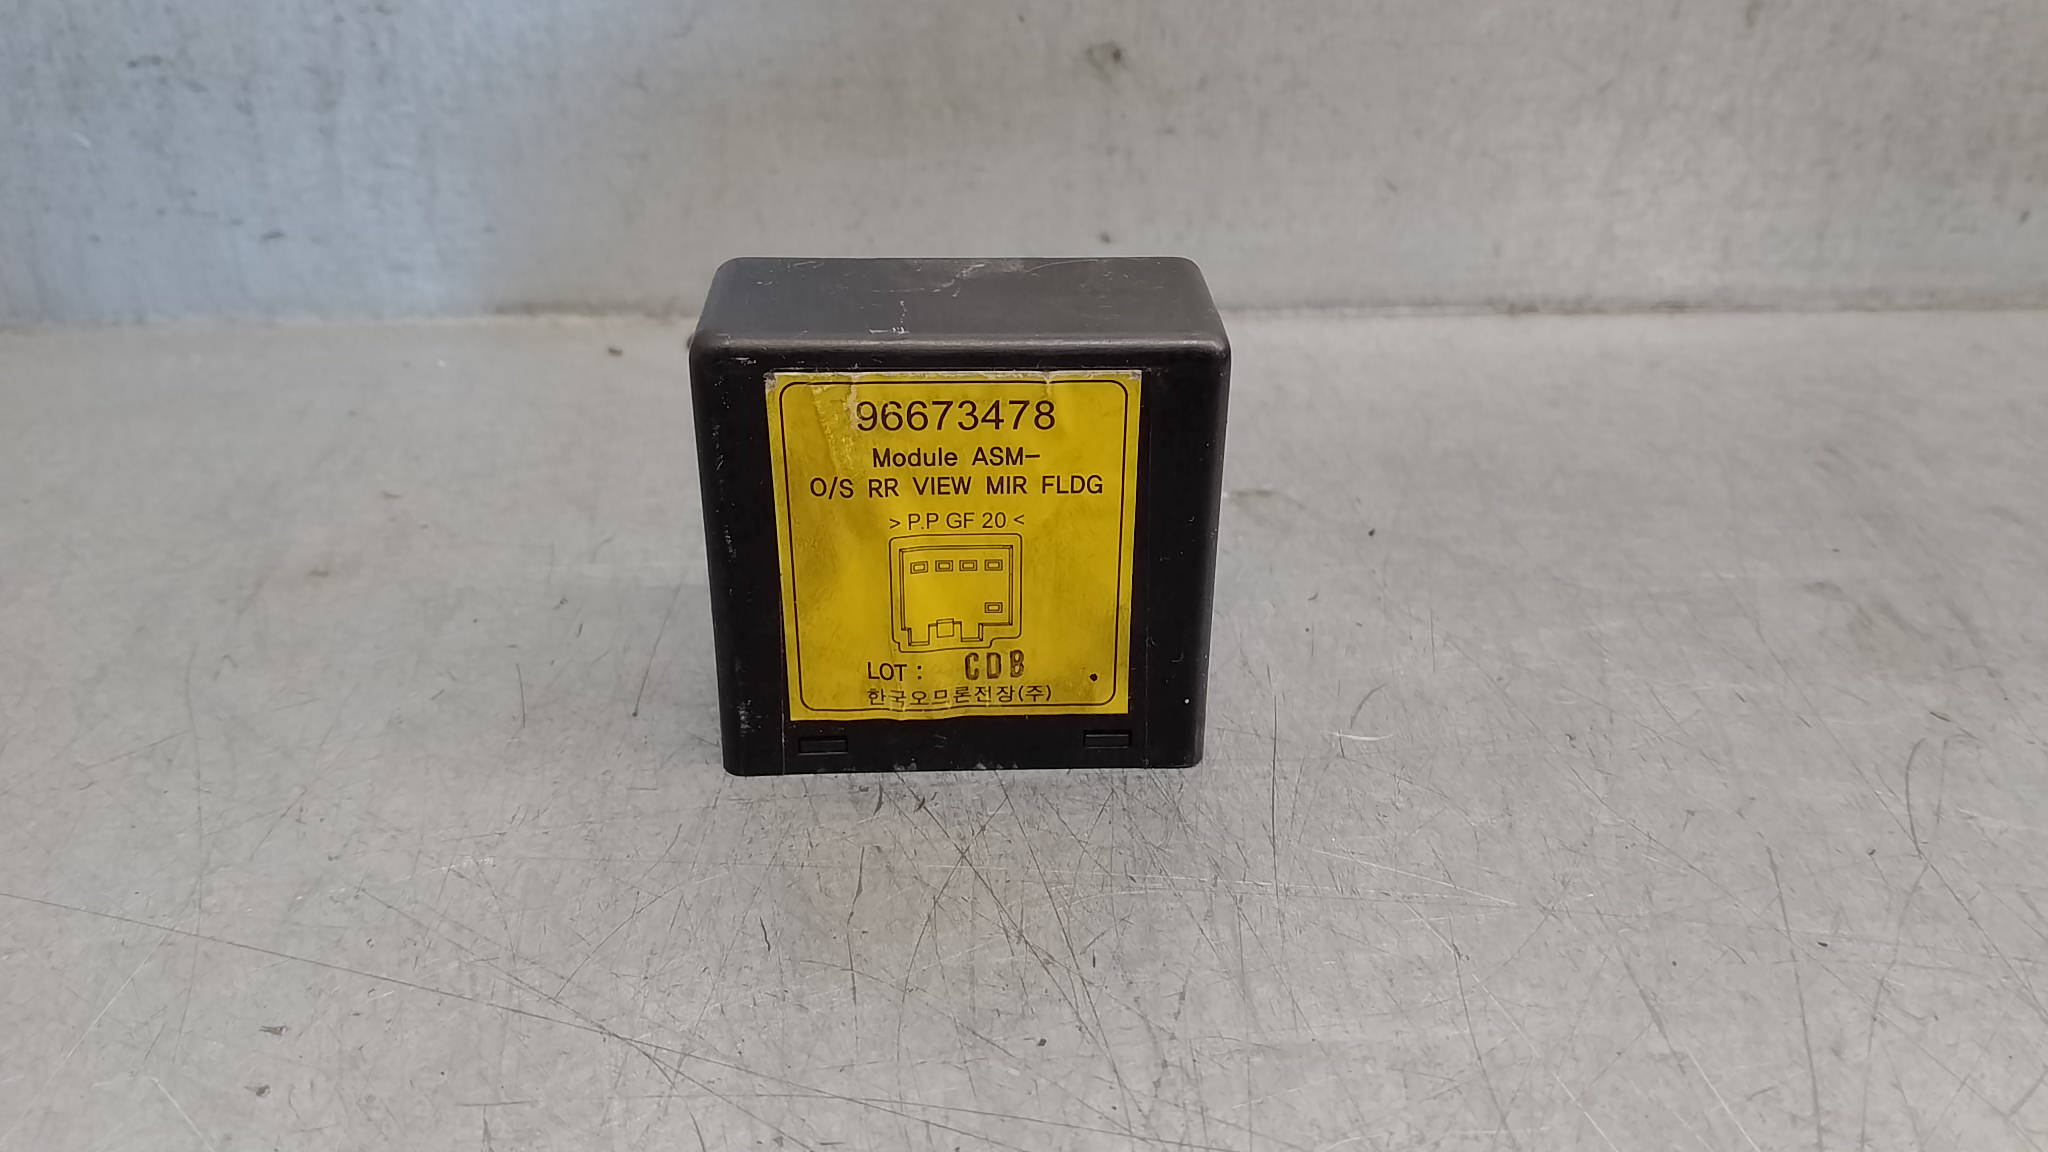 96673478
Module ASM-
O/S RR VIEW MIR FLDG
> P.P GF 20 <
LOT : CDB
한국오므론전장(주)